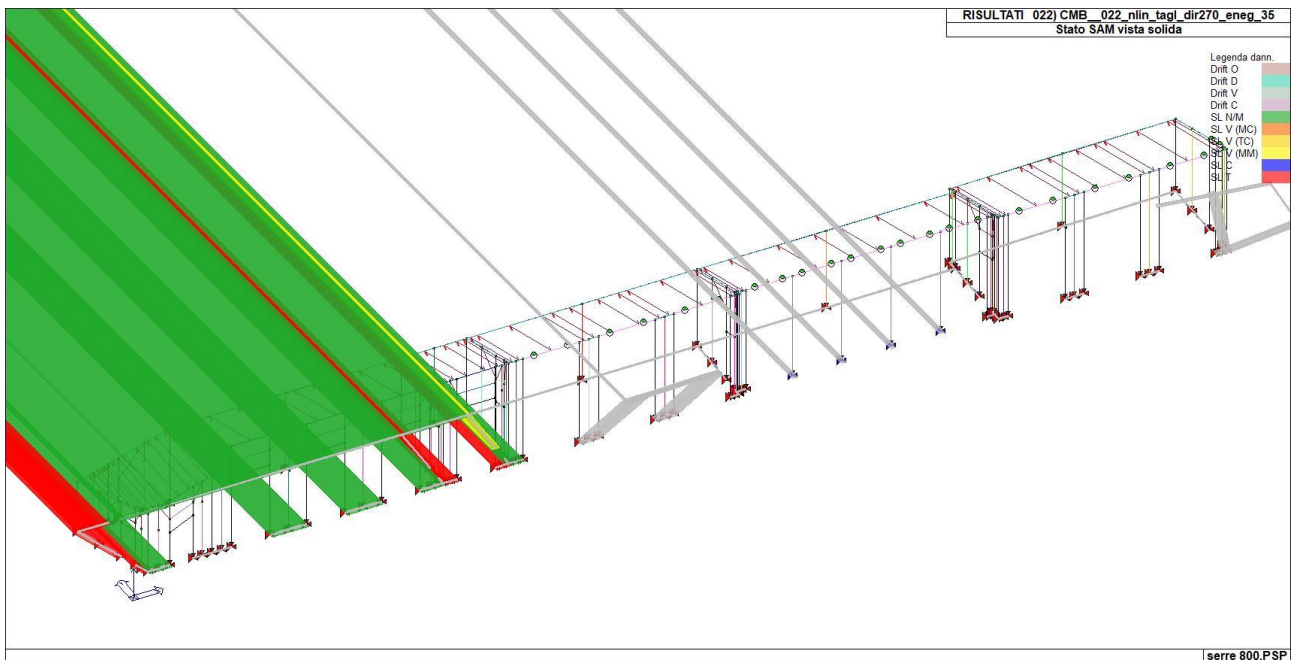 RISULTATI 022) CMB__022_nlin_tagl_dir270_eneg_35
Stato SAM vista solida
Legenda dann.
Drift O
Drift D
Drift V
Drift C
SL N/M
SL V (MC)
SL V (TC)
SL V (MM)
SL C
SL T
serre 800.PSP